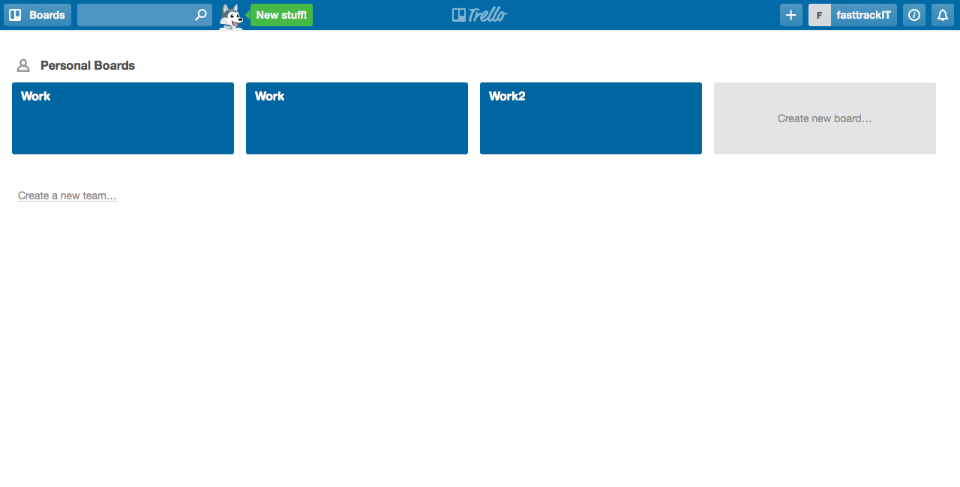 Boards New stuff! Trello + F fasttrackIT
Personal Boards
Work Work Work2 Create new board…
Create a new team…